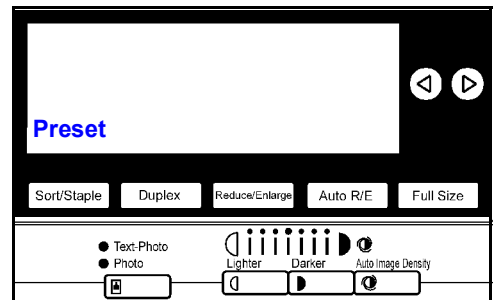 Preset
Sort/Staple Duplex Reduce/Enlarge Auto R/E Full Size
Text-Photo
Photo
Lighter Darker Auto Image Density